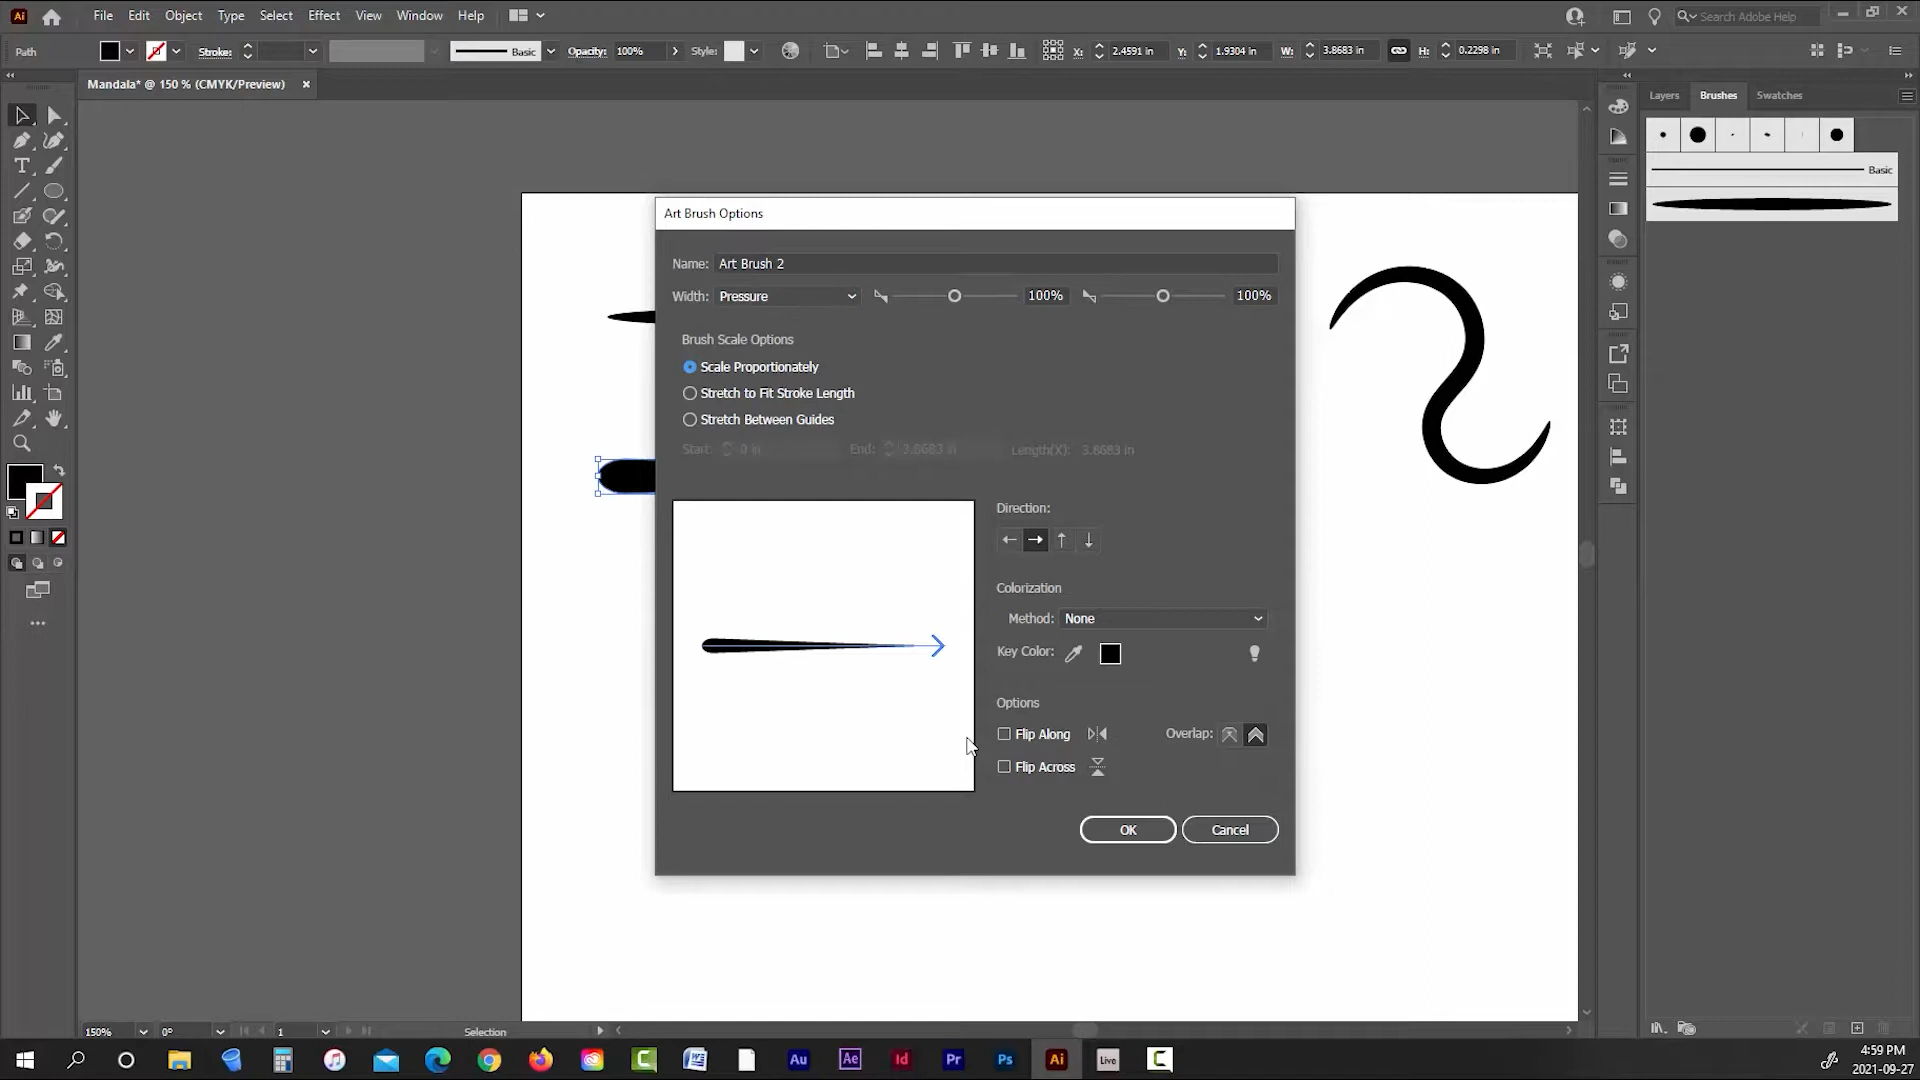 Ai File Edit Object Type Select Effect View Window Help Search Adobe Help
Path Stroke: Basic Opacity: 100% Style: X: 2.4591 in Y: 1.9304 in W: 3.8683 in H: 0.2298 in
Mandala* @ 150 % (CMYK/Preview) ×
Layers Brushes Swatches
Basic
Art Brush Options
Name: Art Brush 2
Width: Pressure 100% 100%
Brush Scale Options
Scale Proportionately
Stretch to Fit Stroke Length
Stretch Between Guides
Start: 0 in End: 3.8683 in Length(X): 3.8683 in
Direction:
Colorization
Method: None
Key Color:
Options
Flip Along Overlap:
Flip Across
OK Cancel
150% 0° 1 Selection
Au Ae Id Pr Ps Ai Live
4:59 PM
2021-09-27